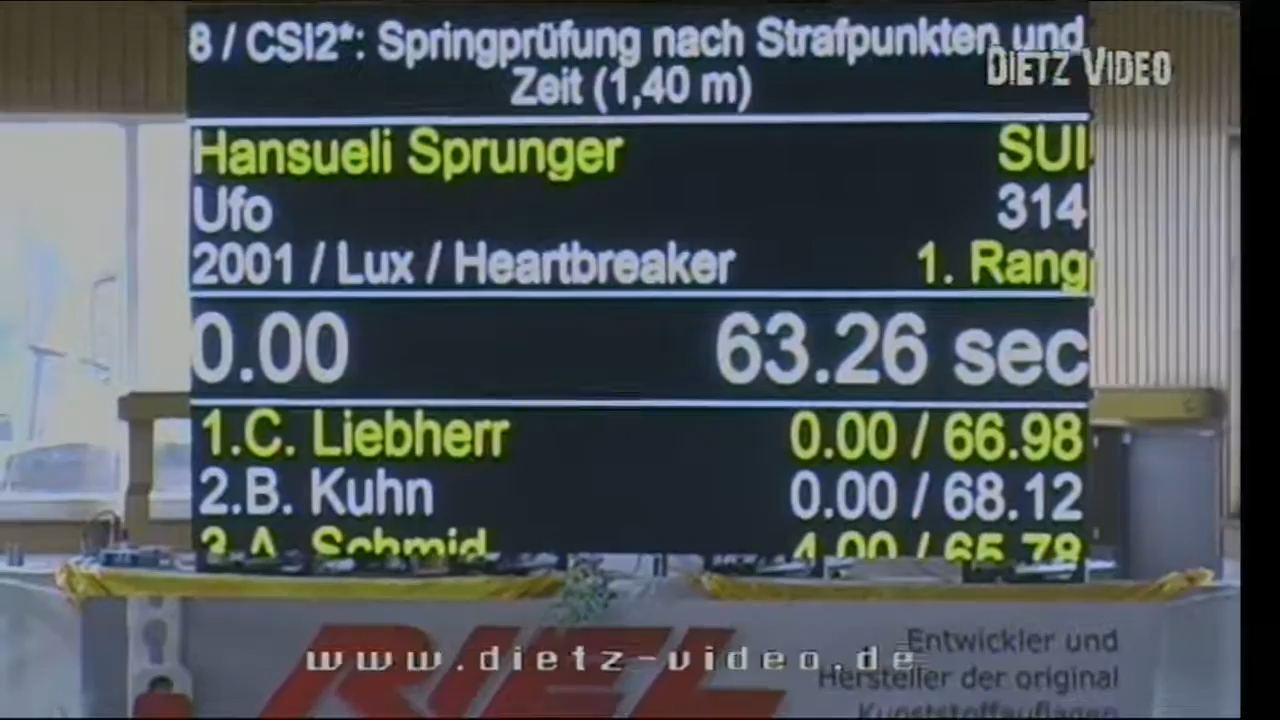 8 / CSI2*: Springprüfung nach Strafpunkten und
Zeit (1,40 m)
DIETZ VIDEO
Hansueli Sprunger SUI
Ufo 314
2001 / Lux / Heartbreaker 1. Rang
0.00 63.26 sec
1.C. Liebherr 0.00 / 66.98
2.B. Kuhn 0.00 / 68.12
3.A. Schmid 4.00 / 65.78
RIEL
www.dietz-video.de
Entwickler und
Hersteller der original
Kunststoffauflagen